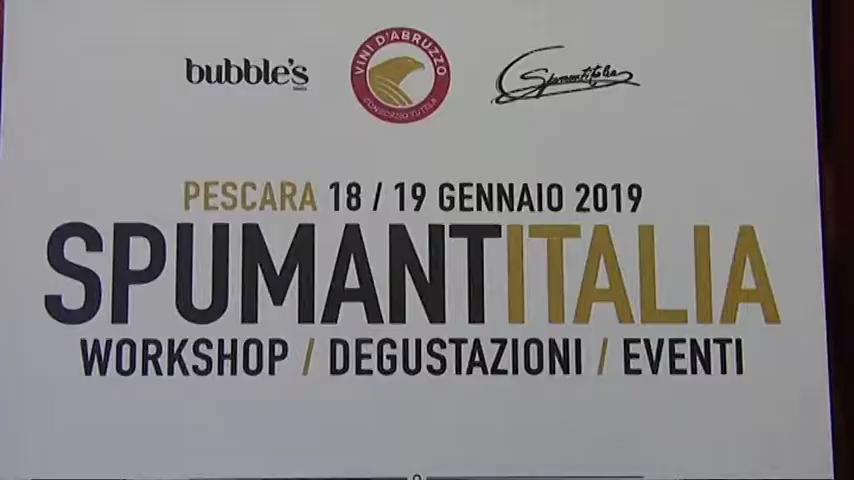 bubble's
VINI D'ABRUZZO
CONSORZIO TUTELA
Spumantitalia
PESCARA 18 / 19 GENNAIO 2019
SPUMANTITALIA
WORKSHOP / DEGUSTAZIONI / EVENTI